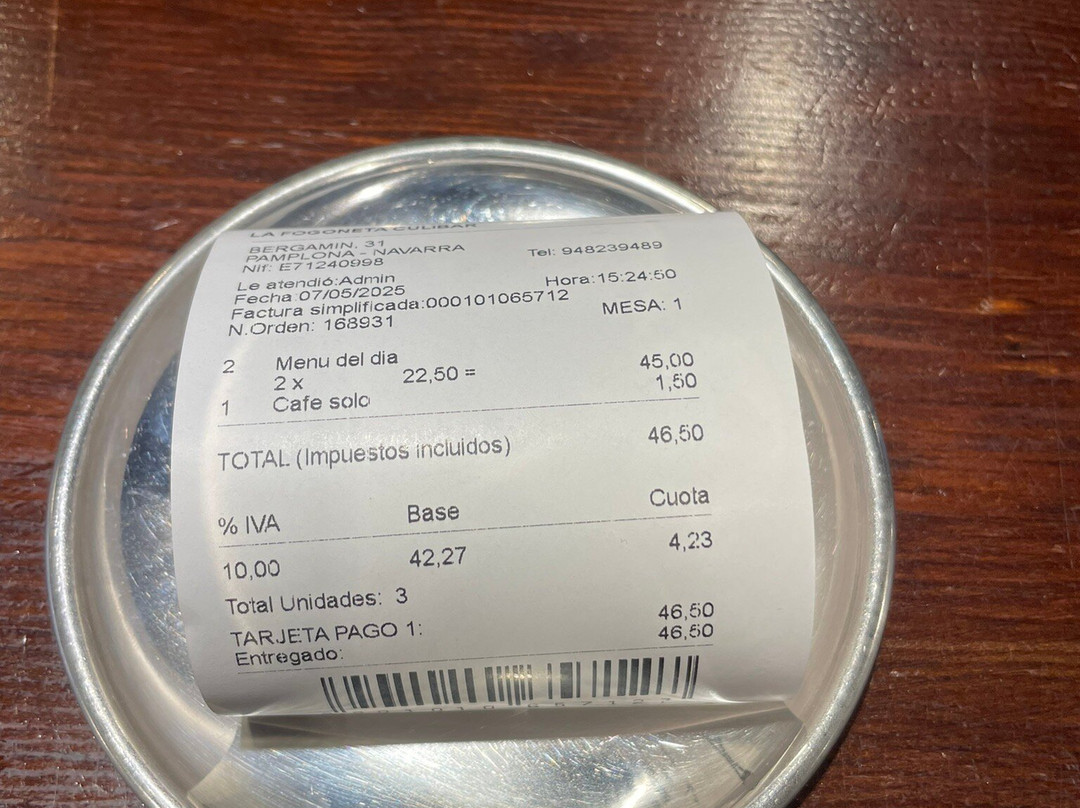 LA FOGONETA CULIBAR
BERGAMIN, 31
PAMPLONA - NAVARRA Tel: 948239489
Nif: E71240998
Le atendió:Admin
Fecha:07/05/2025 Hora:15:24:50
Factura simplificada:000101065712
N.Orden: 168931 MESA: 1
2 Menu del dia
2 x 22,50 = 45,00
1 Cafe solo 1,50
TOTAL (Impuestos incluidos) 46,50
% IVA Base Cuota
10,00 42,27 4,23
Total Unidades: 3
TARJETA PAGO 1: 46,50
Entregado: 46,50